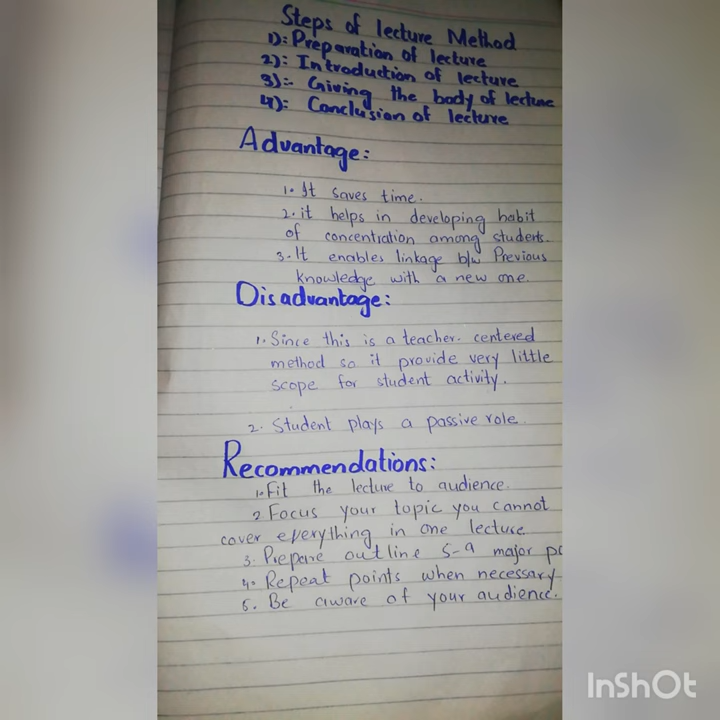 Steps of lecture Method
1): Preparation of lecture
2): Introduction of lecture
3):- Giving the body of lecture
4): Conclusion of lecture
Advantage:
1. It saves time.
2. it helps in developing habit
of concentration among students.
3. It enables linkage b/w Previous
knowledge with a new one.
Disadvantage:
1. Since this is a teacher. centered
method so it provide very little
scope for student activity.
2. Student plays a passive role.
Recommendations:
1. Fit the lecture to audience.
2 Focus your topic you cannot
cover everything in one lecture
3. Prepare outline 5-9 major po
4. Repeat points when necessary
5. Be aware of your audience.
InShOt